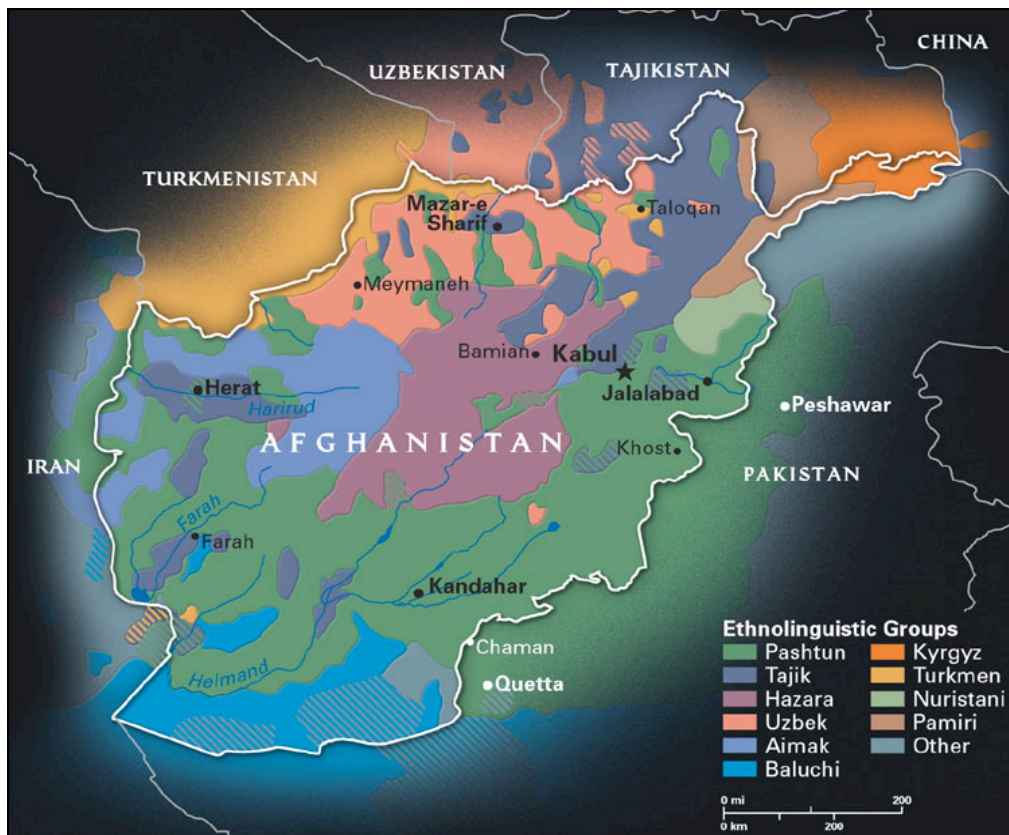 CHINA
UZBEKISTAN
TAJIKISTAN
TURKMENISTAN
Mazar-e
Sharif
Taloqan
Meymaneh
Bamian
Kabul
Herat
Jalalabad
Harirud
Peshawar
AFGHANISTAN
Khost
IRAN
PAKISTAN
Farah
Farah
Kandahar
Chaman
Helmand
Quetta
Ethnolinguistic Groups
Pashtun
Tajik
Hazara
Uzbek
Aimak
Baluchi
Kyrgyz
Turkmen
Nuristani
Pamiri
Other
0 mi 200
0 km 200